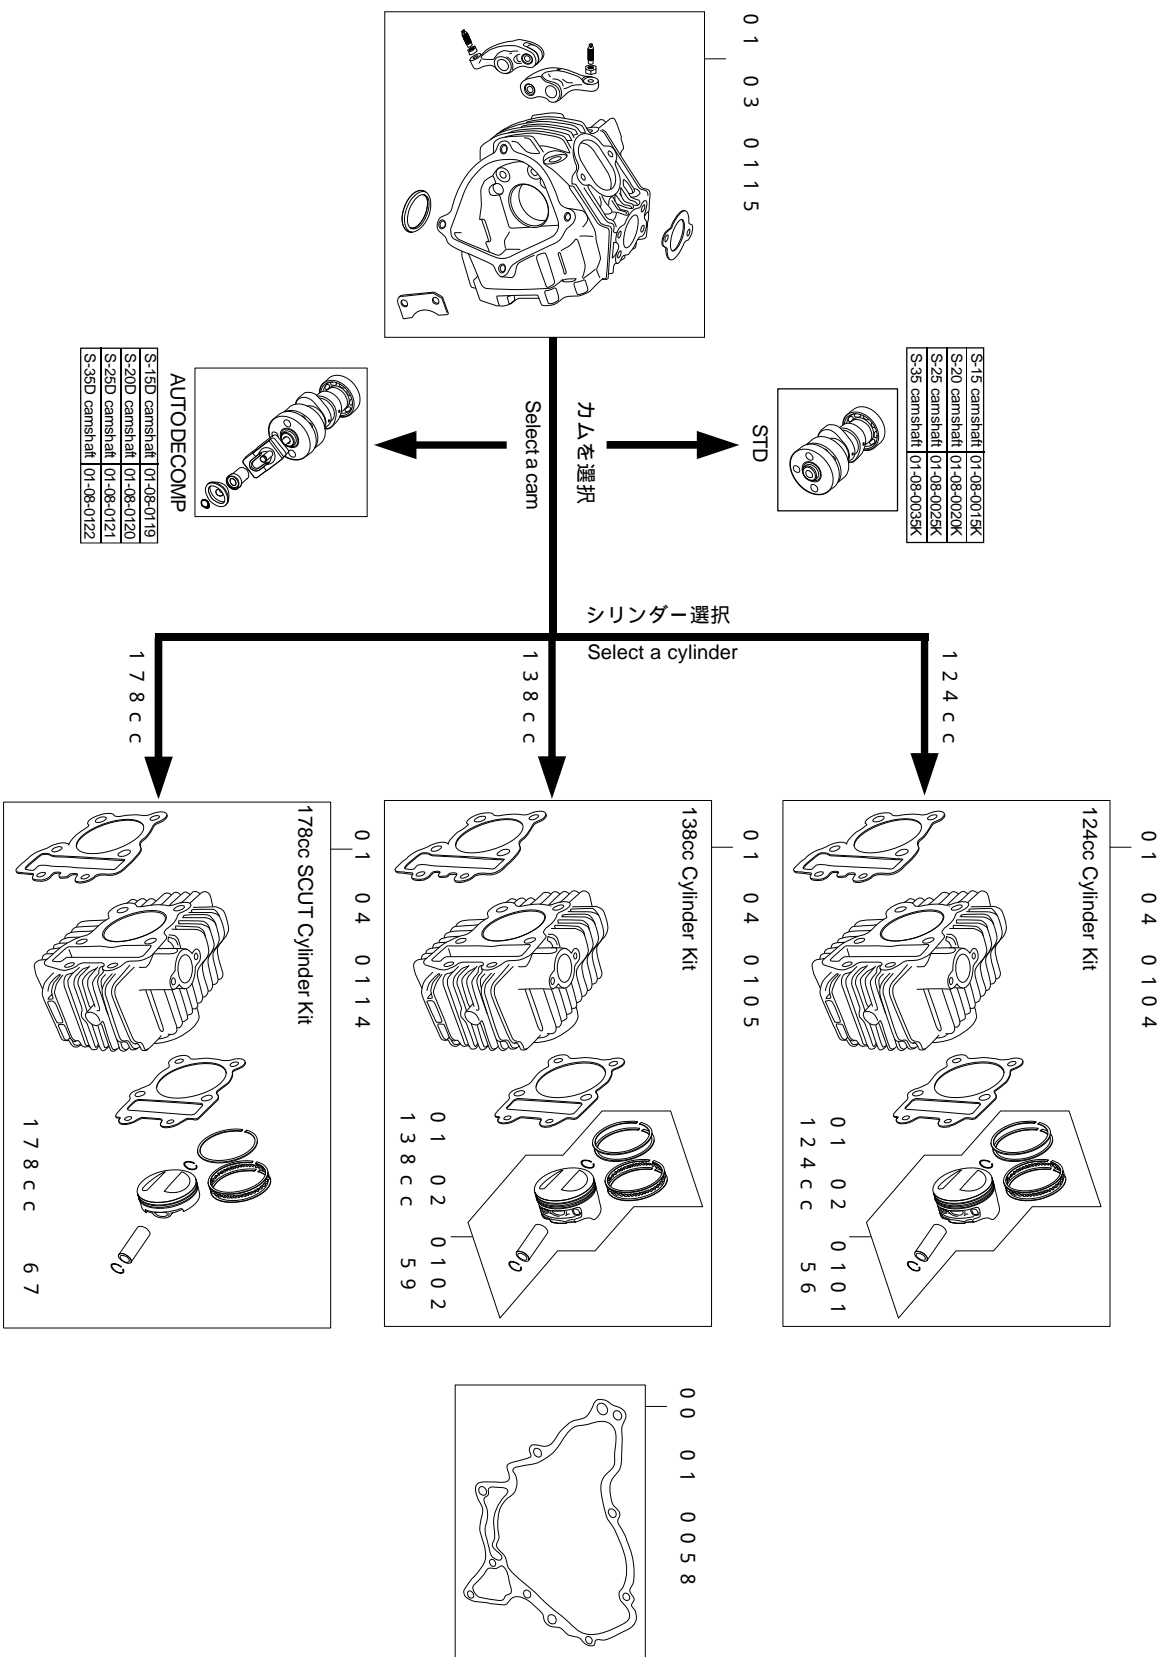 01 03 0115
S-15 camshaft 01-08-0015K
S-20 camshaft 01-08-0020K
S-25 camshaft 01-08-0025K
S-35 camshaft 01-08-0035K
STD
カムを選択
Select a cam
AUTO DECOMP
S-15D camshaft 01-08-0119
S-20D camshaft 01-08-0120
S-25D camshaft 01-08-0121
S-35D camshaft 01-08-0122
シリンダー選択
Select a cylinder
124cc
138cc
178cc
01 04 0104
124cc Cylinder Kit
01 02 0101
124cc 56
01 04 0105
138cc Cylinder Kit
01 02 0102
138cc 59
01 04 0114
178cc SCUT Cylinder Kit
178cc 67
00 01 0058